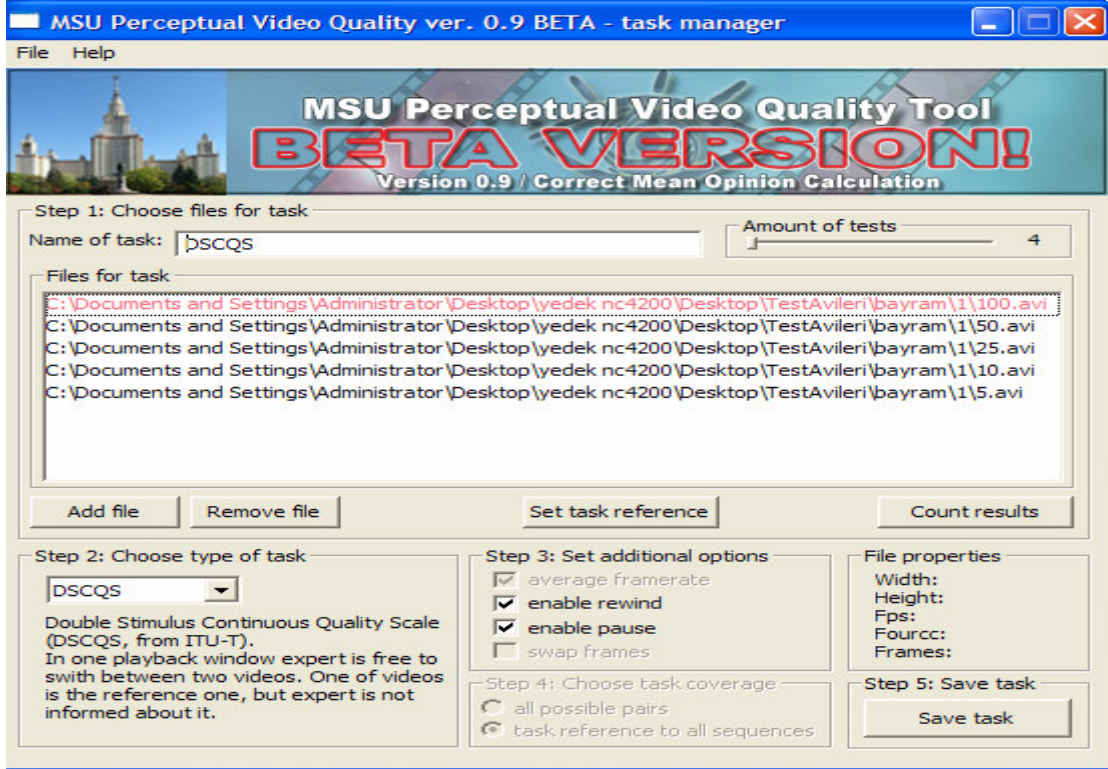 MSU Perceptual Video Quality ver. 0.9 BETA - task manager
File Help
MSU Perceptual Video Quality Tool
BETA VERSION!
Version 0.9 / Correct Mean Opinion Calculation
Step 1: Choose files for task
Name of task: DSCQS
Amount of tests
4
Files for task
C:\Documents and Settings\Administrator\Desktop\yedek nc4200\Desktop\TestAvileri\bayram\1\100.avi
C:\Documents and Settings\Administrator\Desktop\yedek nc4200\Desktop\TestAvileri\bayram\1\50.avi
C:\Documents and Settings\Administrator\Desktop\yedek nc4200\Desktop\TestAvileri\bayram\1\25.avi
C:\Documents and Settings\Administrator\Desktop\yedek nc4200\Desktop\TestAvileri\bayram\1\10.avi
C:\Documents and Settings\Administrator\Desktop\yedek nc4200\Desktop\TestAvileri\bayram\1\5.avi
Add file
Remove file
Set task reference
Count results
Step 2: Choose type of task
DSCQS
Double Stimulus Continuous Quality Scale
(DSCQS, from ITU-T).
In one playback window expert is free to
swith between two videos. One of videos
is the reference one, but expert is not
informed about it.
Step 3: Set additional options
average framerate
enable rewind
enable pause
swap frames
Step 4: Choose task coverage
all possible pairs
task reference to all sequences
File properties
Width:
Height:
Fps:
Fourcc:
Frames:
Step 5: Save task
Save task